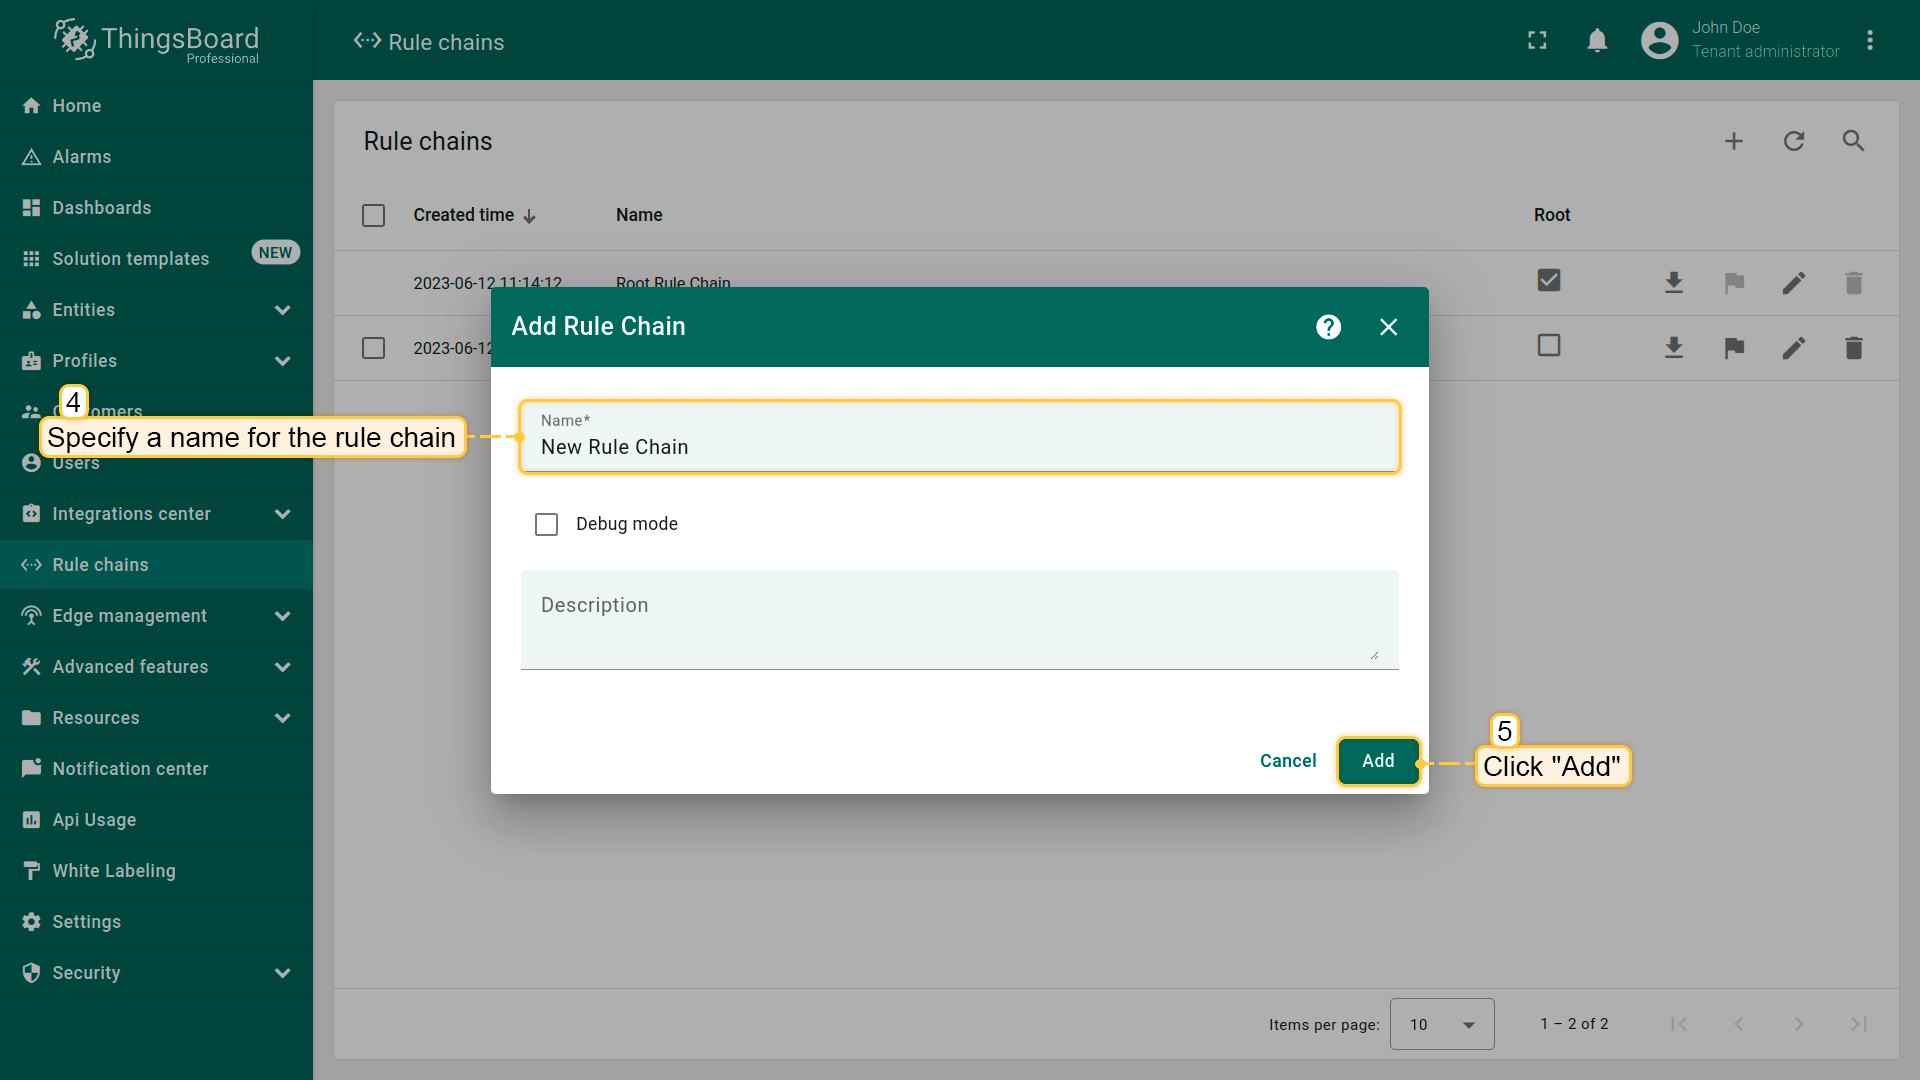 ThingsBoard
Professional
Rule chains
John Doe
Tenant administrator
Home
Alarms
Dashboards
Solution templates
NEW
Entities
Profiles
Users
Integrations center
Rule chains
Edge management
Advanced features
Resources
Notification center
Api Usage
White Labeling
Settings
Security
Rule chains
Created time
Name
Root
2023-06-12 11:14:12
Root Rule Chain
2023-06-12
Add Rule Chain
4
Specify a name for the rule chain
Name*
New Rule Chain
Debug mode
Description
Cancel
Add
5
Click "Add"
Items per page:
10
1 – 2 of 2